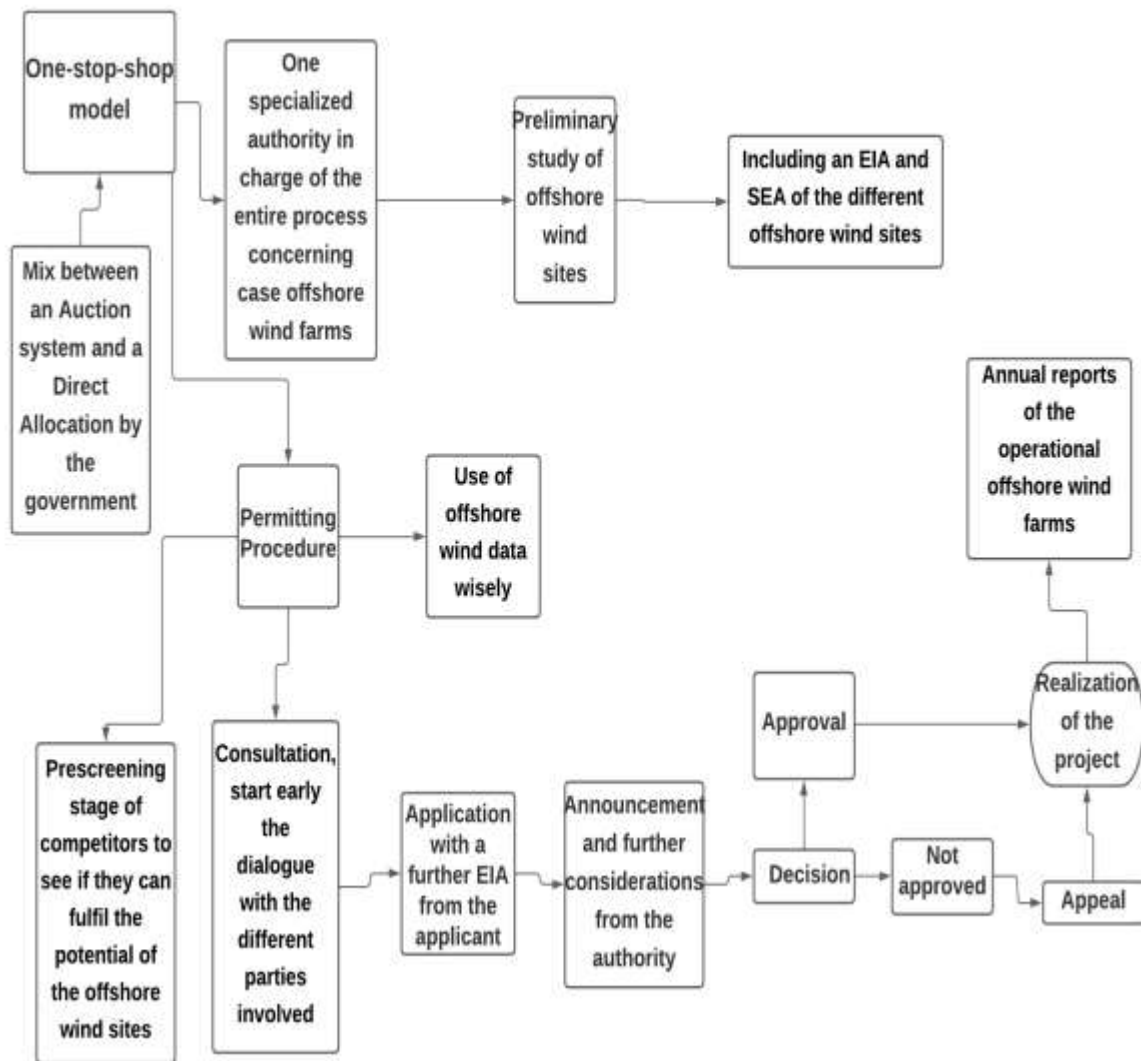 One-stop-shop
model
One
specialized
authority in
charge of the
entire process
concerning
case offshore
wind farms
Preliminary
study of
offshore
wind
sites
Including an EIA and
SEA of the different
offshore wind sites
Mix between
an Auction
system and a
Direct
Allocation by
the
government
Annual reports
of the
operational
offshore wind
farms
Permitting
Procedure
Use of
offshore
wind data
wisely
Realization
of the
project
Approval
Prescreening
stage of
competitors to
see if they can
fulfil the
potential of
the offshore
wind sites
Consultation,
start early
the
dialogue
with the
different
parties
involved
Application
with a
further EIA
from the
applicant
Announcement
and further
considerations
from the
authority
Decision
Not
approved
Appeal